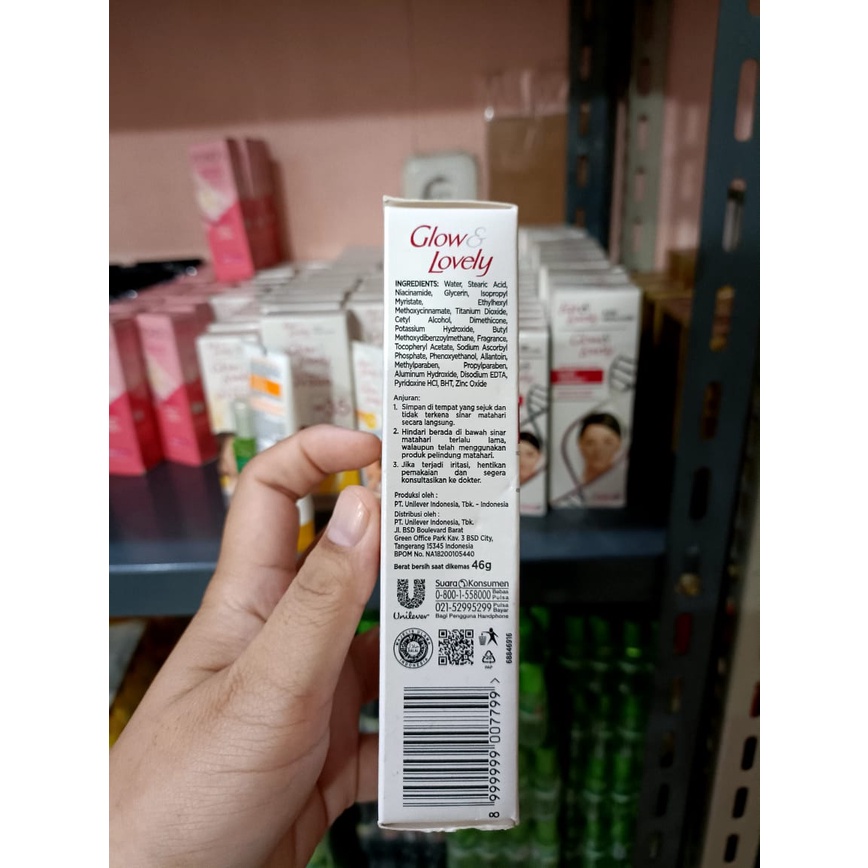 Glow &
Lovely
INGREDIENTS: Water, Stearic Acid,
Niacinamide, Glycerin, Isopropyl
Myristate, Ethylhexyl
Methoxycinnamate, Titanium Dioxide,
Cetyl Alcohol, Dimethicone,
Potassium Hydroxide, Butyl
Methoxydibenzoylmethane, Fragrance,
Tocopheryl Acetate, Sodium Ascorbyl
Phosphate, Phenoxyethanol, Allantoin,
Methylparaben, Propylparaben,
Aluminum Hydroxide, Disodium EDTA,
Pyridoxine HCl, BHT, Zinc Oxide
Anjuran:
1. Simpan di tempat yang sejuk dan
tidak terkena sinar matahari
secara langsung.
2. Hindari berada di bawah sinar
matahari terlalu lama,
walaupun telah menggunakan
produk pelindung matahari.
3. Jika terjadi iritasi, hentikan
pemakaian dan segera
konsultasikan ke dokter.
Produksi oleh :
PT. Unilever Indonesia, Tbk. - Indonesia
Distribusi oleh :
PT. Unilever Indonesia, Tbk.
Jl. BSD Boulevard Barat
Green Office Park Kav. 3 BSD City,
Tangerang 15345 Indonesia
BPOM No. NA18200105440
Berat bersih saat dikemas 46g
Unilever
Suara Konsumen
0-800-1-558000 Bebas Pulsa
021-52995299 Pulsa Bayar
Bagi Pengguna Handphone
68846916
PAP
8 999999 007799 >
Glow &
Lovely